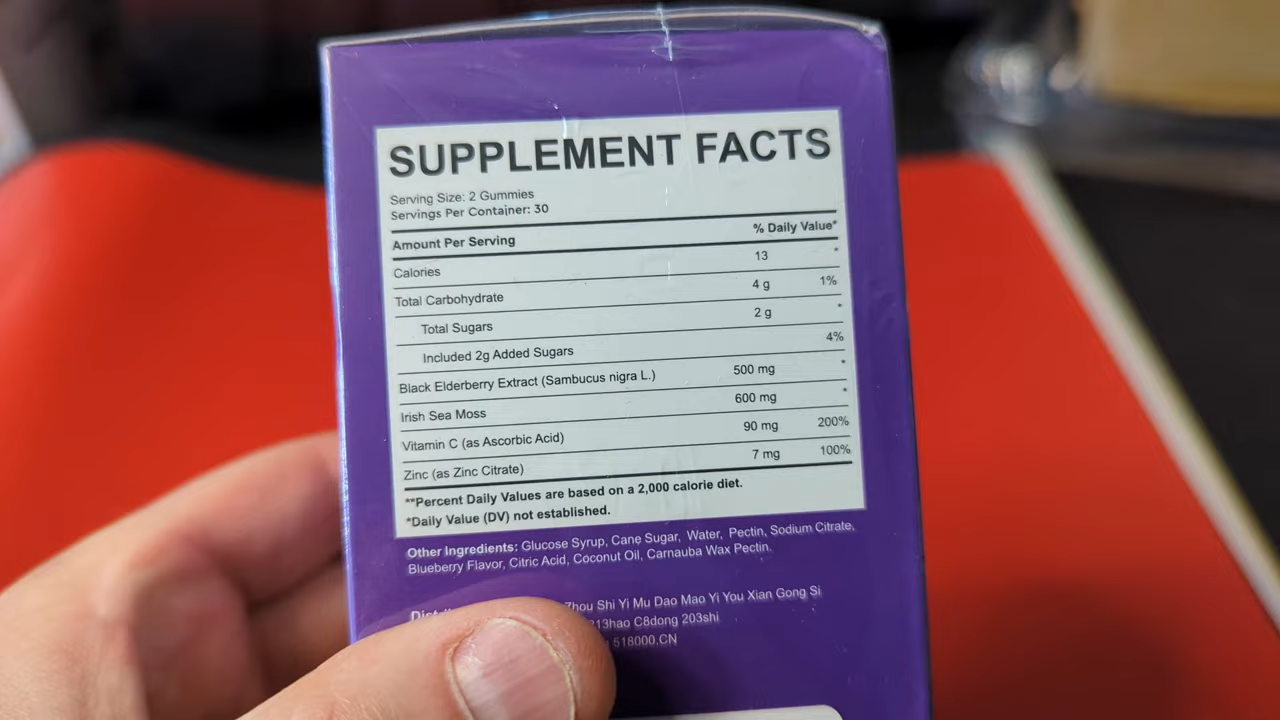 SUPPLEMENT FACTS
Serving Size: 2 Gummies
Servings Per Container: 30
Amount Per Serving % Daily Value*
Calories 13 *
Total Carbohydrate 4 g 1%
Total Sugars 2 g *
Included 2g Added Sugars 4%
Black Elderberry Extract (Sambucus nigra L.) 500 mg *
Irish Sea Moss 600 mg *
Vitamin C (as Ascorbic Acid) 90 mg 200%
Zinc (as Zinc Citrate) 7 mg 100%
**Percent Daily Values are based on a 2,000 calorie diet.
*Daily Value (DV) not established.
Other Ingredients: Glucose Syrup, Cane Sugar, Water, Pectin, Sodium Citrate,
Blueberry Flavor, Citric Acid, Coconut Oil, Carnauba Wax Pectin.
Zhou Shi Yi Mu Dao Mao Yi You Xian Gong Si
213hao C8dong 203shi
518000.CN